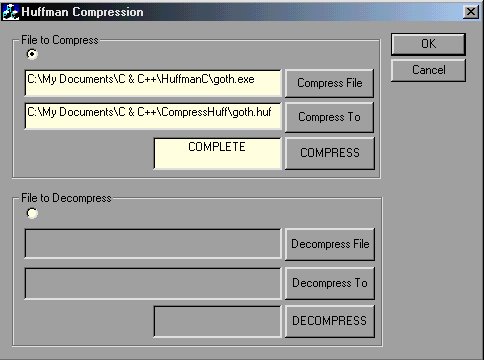 Huffman Compression
File to Compress
OK
C:\My Documents\C & C++\HuffmanC\goth.exe
Compress File
Cancel
C:\My Documents\C & C++\CompressHuff\goth.huf
Compress To
COMPLETE
COMPRESS
File to Decompress
Decompress File
Decompress To
DECOMPRESS